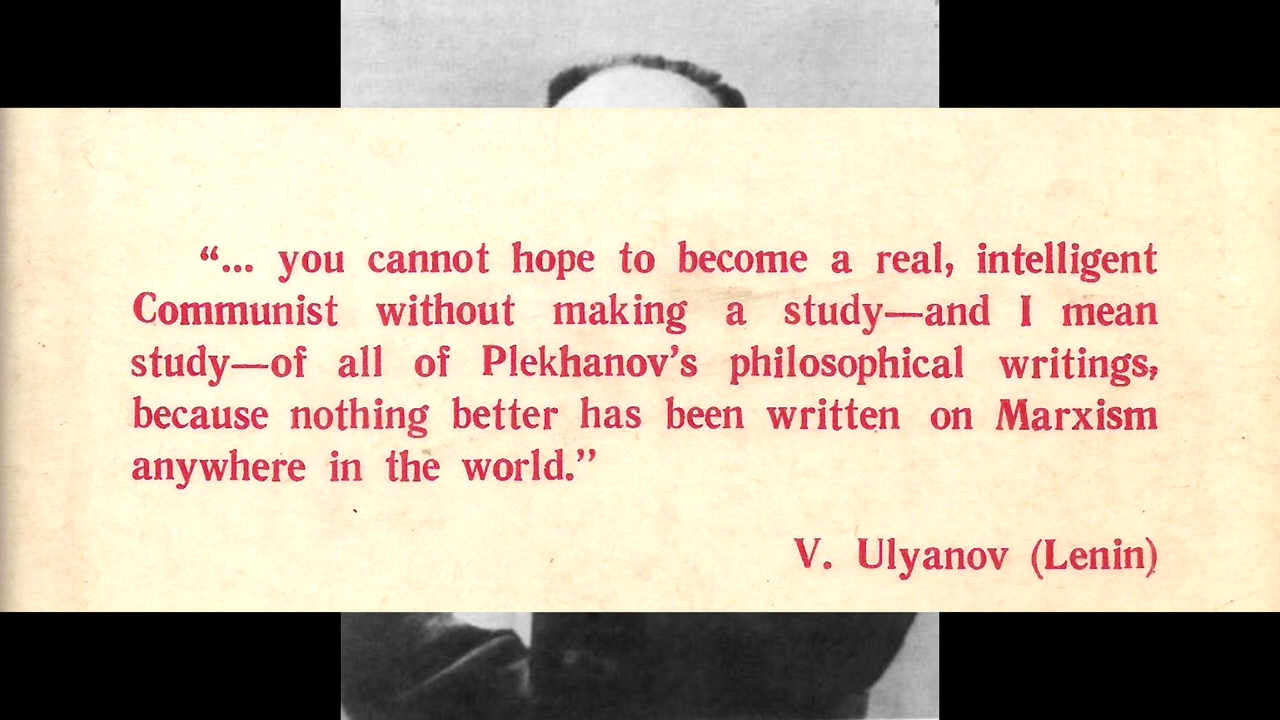 “... you cannot hope to become a real, intelligent
Communist without making a study—and I mean
study—of all of Plekhanov’s philosophical writings,
because nothing better has been written on Marxism
anywhere in the world.”
V. Ulyanov (Lenin)